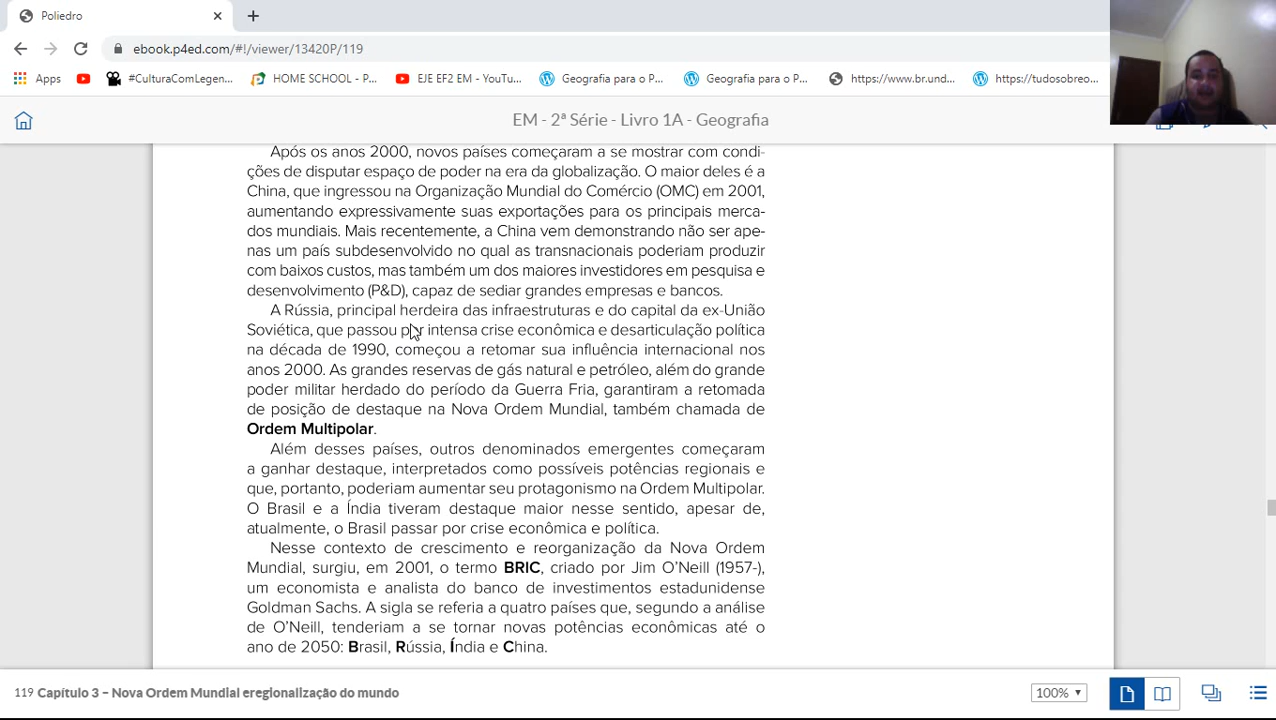 Poliedro
ebook.p4ed.com/#!/viewer/13420P/119
Apps
#CulturaComLegen...
HOME SCHOOL - P...
EJE EF2 EM - YouTu...
Geografia para o P...
Geografia para o P...
https://www.br.und...
https://tudosobreo...
EM - 2ª Série - Livro 1A - Geografia
Após os anos 2000, novos países começaram a se mostrar com condi-
ções de disputar espaço de poder na era da globalização. O maior deles é a
China, que ingressou na Organização Mundial do Comércio (OMC) em 2001,
aumentando expressivamente suas exportações para os principais merca-
dos mundiais. Mais recentemente, a China vem demonstrando não ser ape-
nas um país subdesenvolvido no qual as transnacionais poderiam produzir
com baixos custos, mas também um dos maiores investidores em pesquisa e
desenvolvimento (P&D), capaz de sediar grandes empresas e bancos.
A Rússia, principal herdeira das infraestruturas e do capital da ex-União
Soviética, que passou por intensa crise econômica e desarticulação política
na década de 1990, começou a retomar sua influência internacional nos
anos 2000. As grandes reservas de gás natural e petróleo, além do grande
poder militar herdado do período da Guerra Fria, garantiram a retomada
de posição de destaque na Nova Ordem Mundial, também chamada de
Ordem Multipolar.
Além desses países, outros denominados emergentes começaram
a ganhar destaque, interpretados como possíveis potências regionais e
que, portanto, poderiam aumentar seu protagonismo na Ordem Multipolar.
O Brasil e a Índia tiveram destaque maior nesse sentido, apesar de,
atualmente, o Brasil passar por crise econômica e política.
Nesse contexto de crescimento e reorganização da Nova Ordem
Mundial, surgiu, em 2001, o termo BRIC, criado por Jim O'Neill (1957-),
um economista e analista do banco de investimentos estadunidense
Goldman Sachs. A sigla se referia a quatro países que, segundo a análise
de O'Neill, tenderiam a se tornar novas potências econômicas até o
ano de 2050: Brasil, Rússia, Índia e China.
119 Capítulo 3 – Nova Ordem Mundial eregionalização do mundo
100%